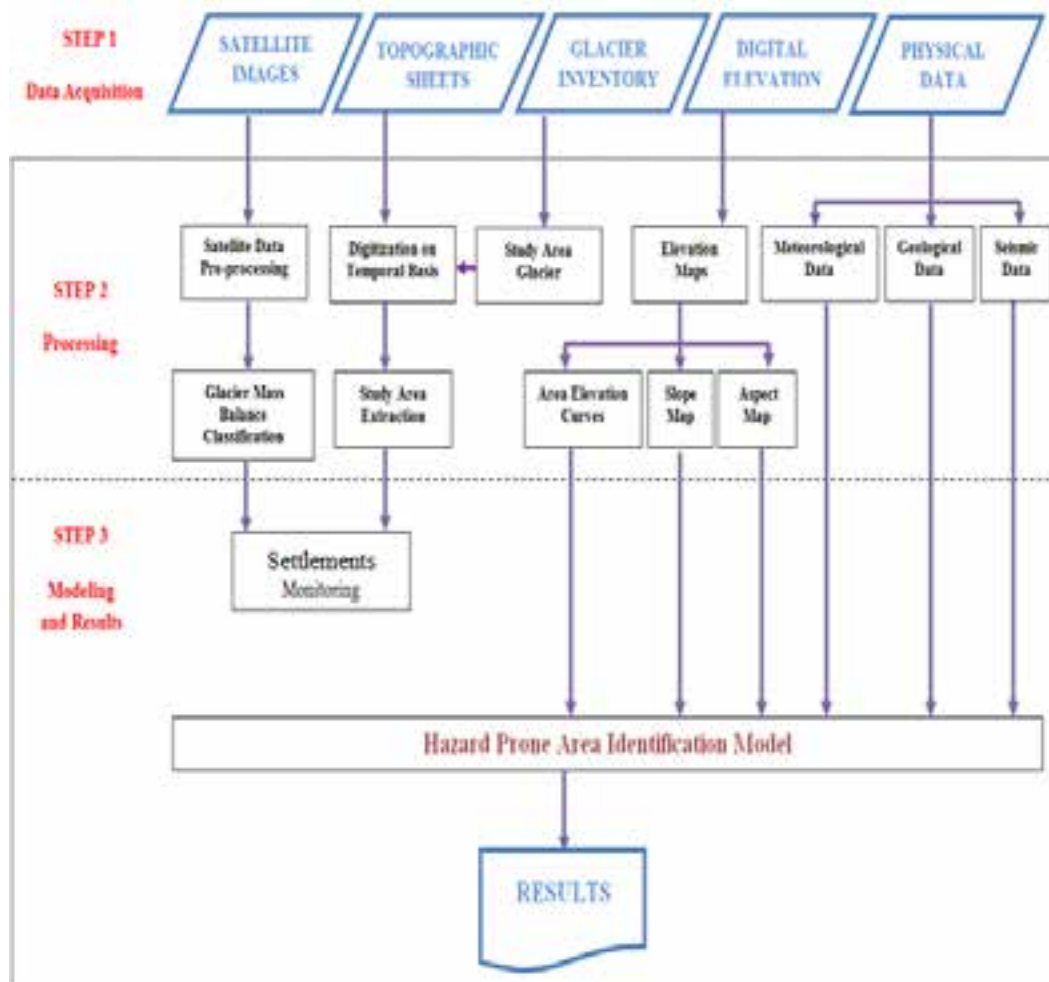 STEP 1
Data Acquisition
SATELLITE
IMAGES
TOPOGRAPHIC
SHEETS
GLACIER
INVENTORY
DIGITAL
ELEVATION
PHYSICAL
DATA
STEP 2
Processing
Satellite Data
Pre-processing
Digitization on
Temporal Basis
Study Area
Glacier
Elevation
Maps
Meteorological
Data
Geological
Data
Seismic
Data
Glacier Mass
Balance
Classification
Study Area
Extraction
Area Elevation
Curves
Slope
Map
Aspect
Map
STEP 3
Modeling
and Results
Settlements
Monitoring
Hazard Prone Area Identification Model
RESULTS